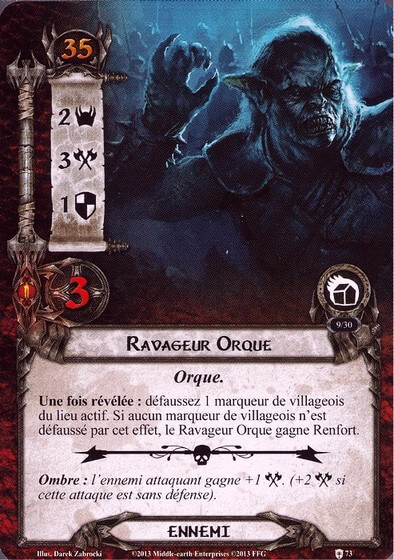 35
2
3
1
3
9/30
RAVAGEUR ORQUE
Orque.
Une fois révélée : défaussez 1 marqueur de villageois
du lieu actif. Si aucun marqueur de villageois n'est
défaussé par cet effet, le Ravageur Orque gagne Renfort.
Ombre : l'ennemi attaquant gagne +1 . (+2 si
cette attaque est sans défense).
ENNEMI
Illus. Darek Zabrocki ©2013 Middle-earth Enterprises ©2013 FFG 73